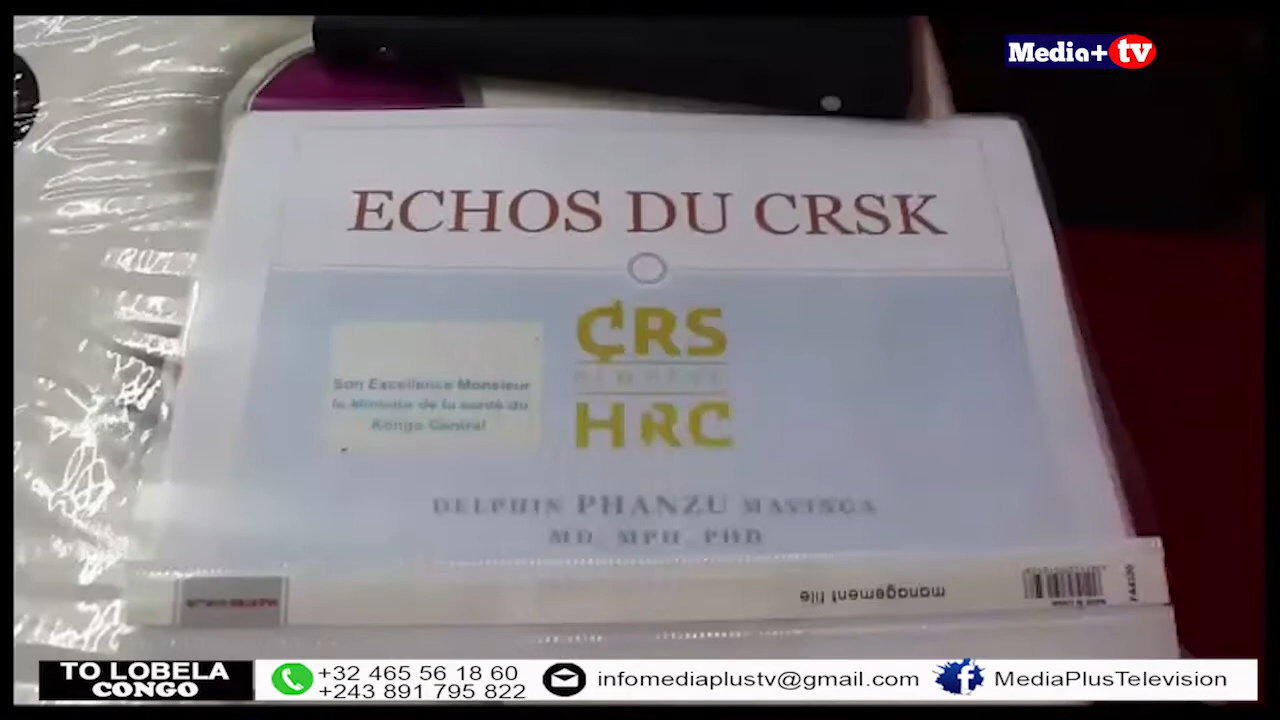 Media+ tv
ECHOS DU CRSK
CRS
KIMPESE
HRC
Son Excellence Monsieur
le Ministre de la santé du
Kongo Central
DELPHIN PHANZU MASINGA
MD, MPH, PHD
management file
TO LOBELA
CONGO
+32 465 56 18 60
+243 891 795 822
infomediaplustv@gmail.com
MediaPlusTelevision